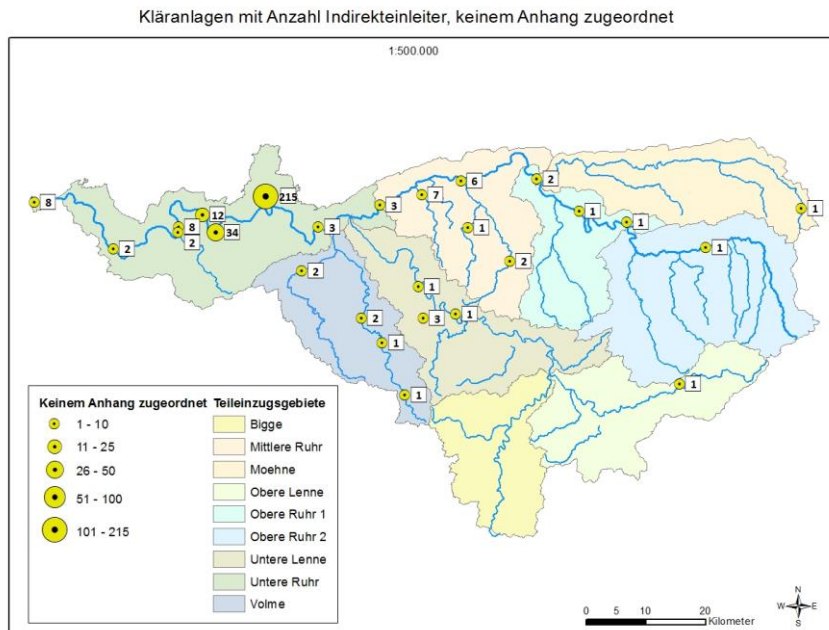 Kläranlagen mit Anzahl Indirekteinleiter, keinem Anhang zugeordnet
1:500.000
8
2
12
8
2
34
215
3
3
7
6
1
2
2
1
1
1
1
2
2
1
1
1
3
1
1
Keinem Anhang zugeordnet
1 - 10
11 - 25
26 - 50
51 - 100
101 - 215
Teileinzugsgebiete
Bigge
Mittlere Ruhr
Moehne
Obere Lenne
Obere Ruhr 1
Obere Ruhr 2
Untere Lenne
Untere Ruhr
Volme
N
W E
S
0 5 10 20
Kilometer